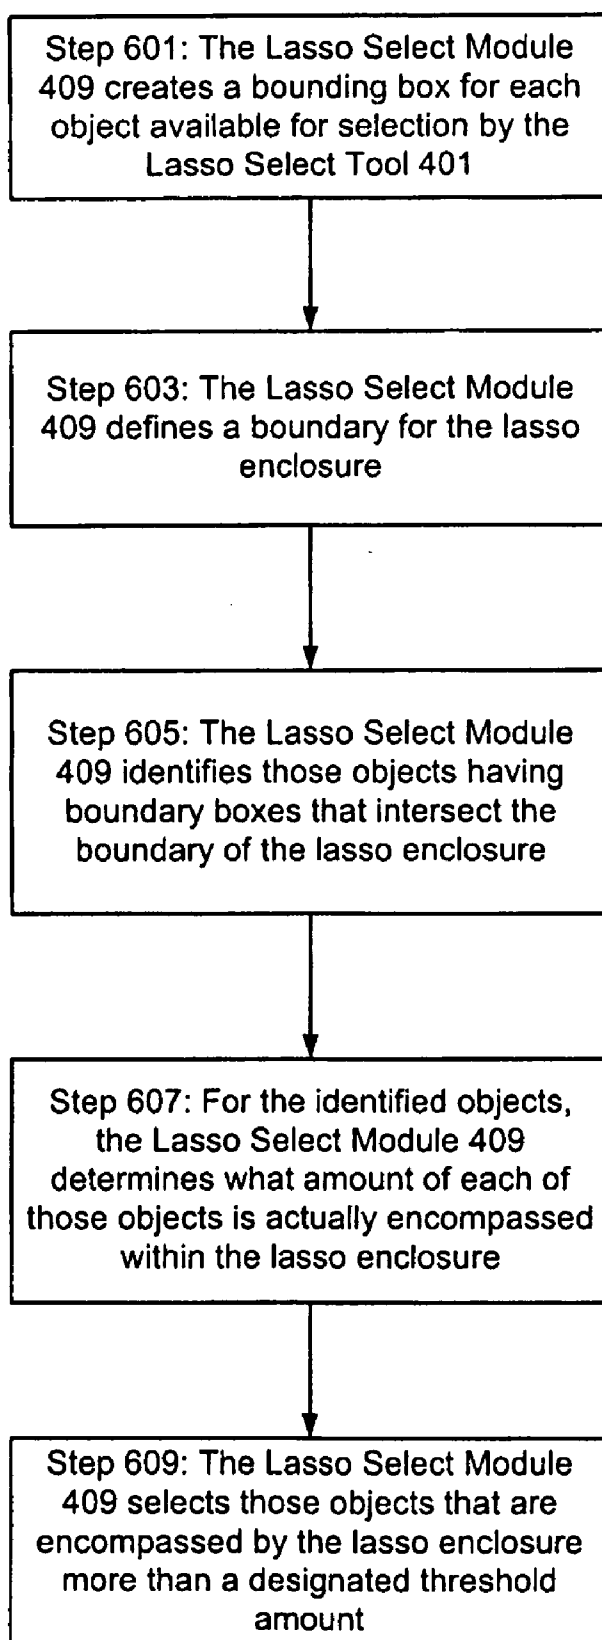 Step 601: The Lasso Select Module
409 creates a bounding box for each
object available for selection by the
Lasso Select Tool 401
Step 603: The Lasso Select Module
409 defines a boundary for the lasso
enclosure
Step 605: The Lasso Select Module
409 identifies those objects having
boundary boxes that intersect the
boundary of the lasso enclosure
Step 607: For the identified objects,
the Lasso Select Module 409
determines what amount of each of
those objects is actually encompassed
within the lasso enclosure
Step 609: The Lasso Select Module
409 selects those objects that are
encompassed by the lasso enclosure
more than a designated threshold
amount